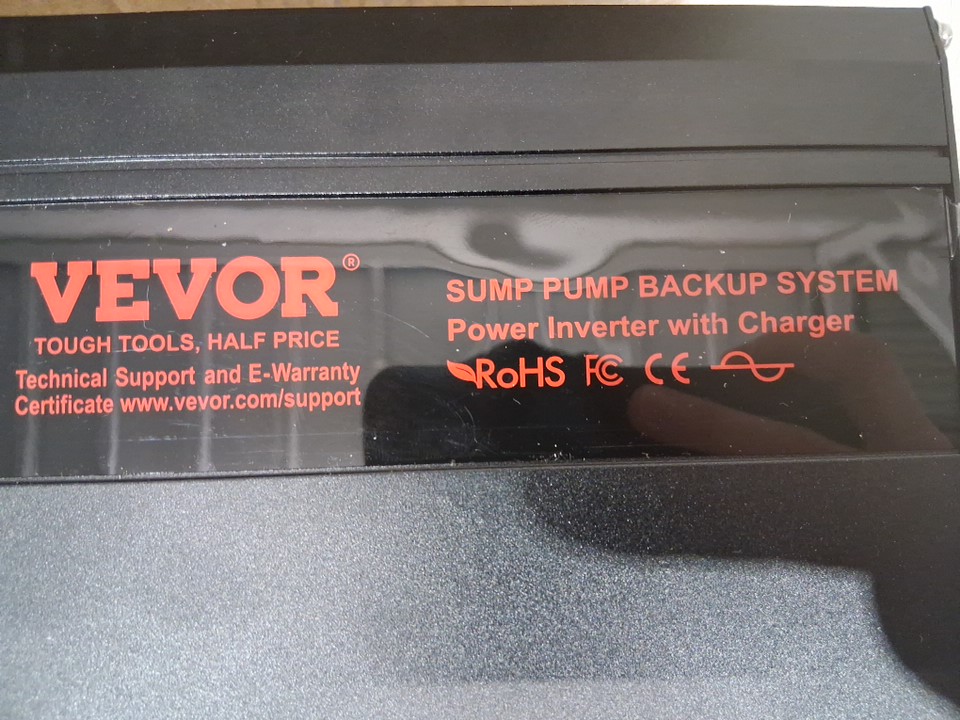 VEVOR®
TOUGH TOOLS, HALF PRICE
Technical Support and E-Warranty
Certificate www.vevor.com/support
SUMP PUMP BACKUP SYSTEM
Power Inverter with Charger
RoHS FC CE